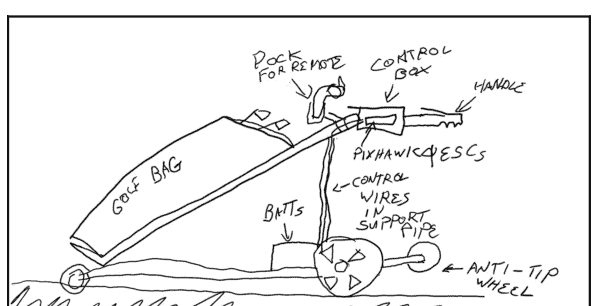 DOCK
FOR REMOTE
CONTROL
BOX
HANDLE
PIXHAWK & ESCs
GOLF BAG
CONTROL
WIRES
IN
SUPPORT
PIPE
BATTS
ANTI-TIP
WHEEL